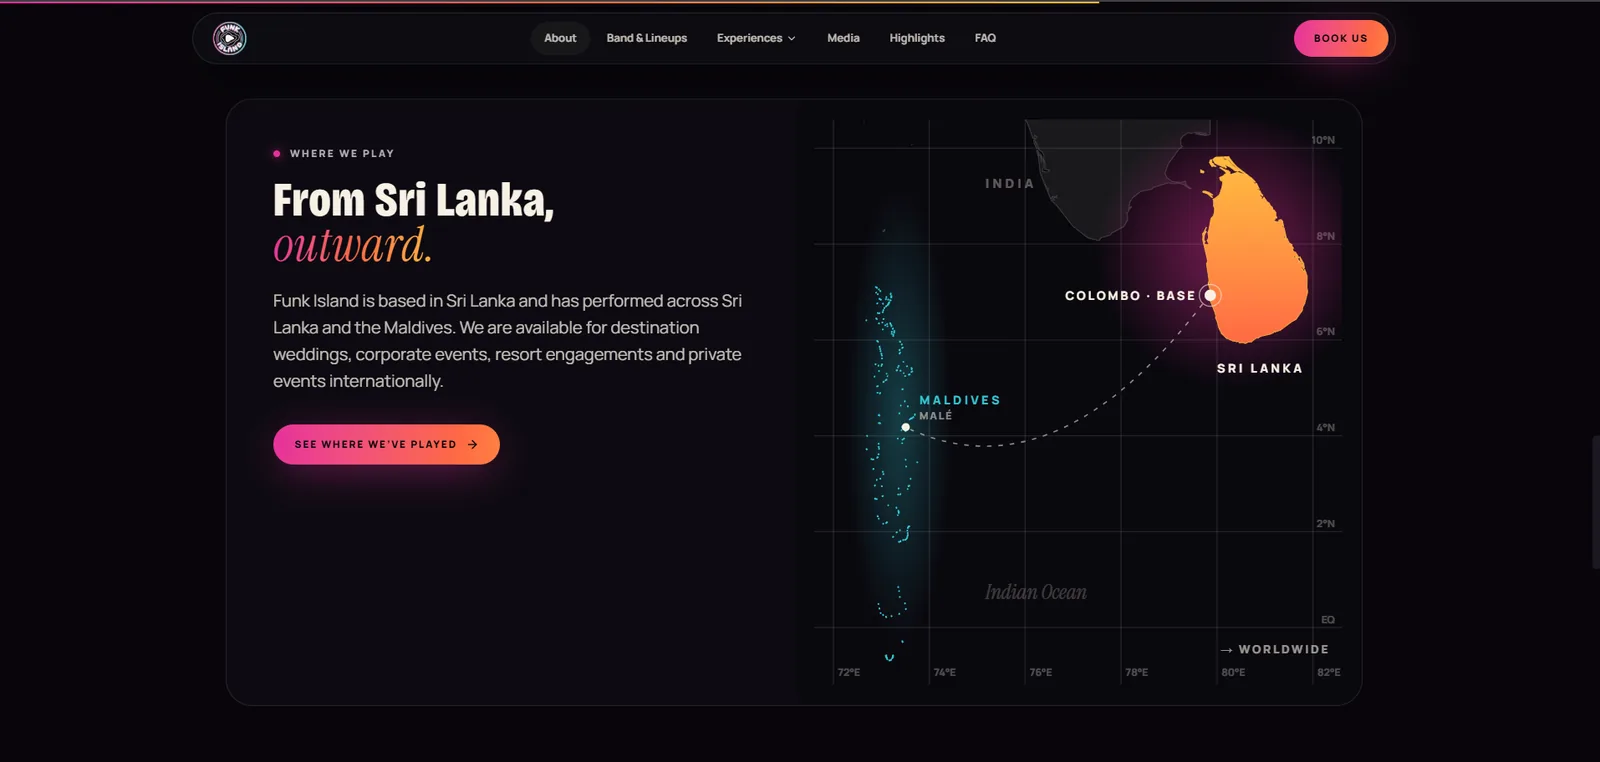 FUNK ISLAND
About
Band & Lineups
Experiences
Media
Highlights
FAQ
BOOK US
WHERE WE PLAY
From Sri Lanka,
outward.
Funk Island is based in Sri Lanka and has performed across Sri
Lanka and the Maldives. We are available for destination
weddings, corporate events, resort engagements and private
events internationally.
SEE WHERE WE'VE PLAYED →
10°N
INDIA
8°N
COLOMBO · BASE
6°N
SRI LANKA
MALDIVES
MALÉ
4°N
2°N
Indian Ocean
EQ
→ WORLDWIDE
72°E
74°E
76°E
78°E
80°E
82°E